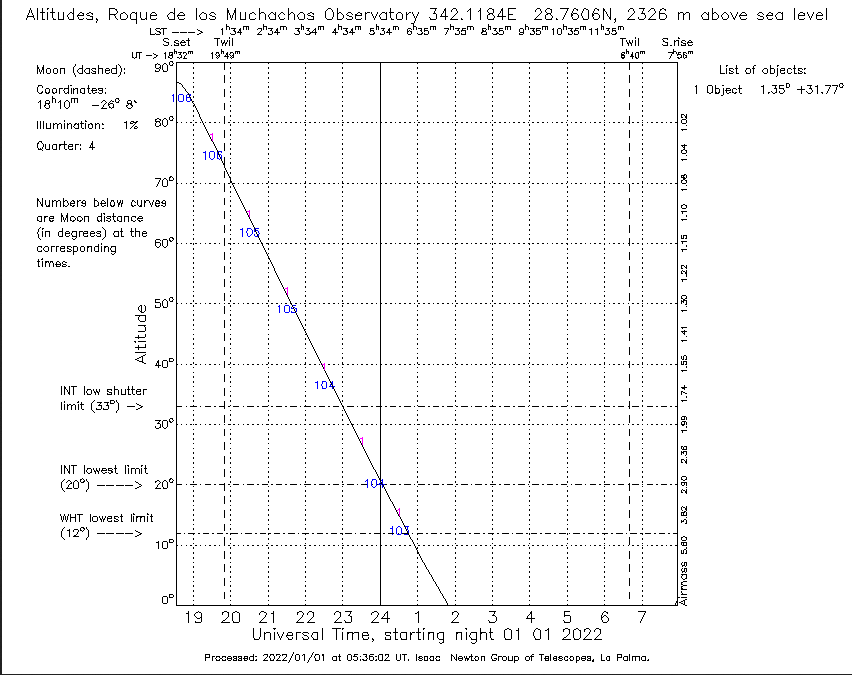 Altitudes, Roque de los Muchachos Observatory 342.1184E 28.7606N, 2326 m above sea level
LST ---> 1ʰ34ᵐ 2ʰ34ᵐ 3ʰ34ᵐ 4ʰ34ᵐ 5ʰ34ᵐ 6ʰ35ᵐ 7ʰ35ᵐ 8ʰ35ᵐ 9ʰ35ᵐ 10ʰ35ᵐ 11ʰ35ᵐ
S.set Twil Twil S.rise
UT -> 18ʰ32ᵐ 19ʰ49ᵐ 6ʰ40ᵐ 7ʰ56ᵐ
Moon (dashed):
Coordinates:
18ʰ10ᵐ -26° 8'
Illumination: 1%
Quarter: 4
Numbers below curves
are Moon distance
(in degrees) at the
corresponding
times.
INT low shutter
limit (33°) ->
INT lowest limit
(20°) ---->
WHT lowest limit
(12°) ---->
Altitude
90°
80°
70°
60°
50°
40°
30°
20°
10°
0°
106
1
106
1
105
1
105
1
104
1
104
1
103
1.02
1.04
1.06
1.10
1.15
1.22
1.30
1.41
1.55
1.74
1.99
2.36
2.90
3.82
5.60
Airmass
List of objects:
1 Object 1.35ᴰ +31.77°
19 20 21 22 23 24 1 2 3 4 5 6 7
Universal Time, starting night 01 01 2022
Processed: 2022/01/01 at 05:36:02 UT. Isaac Newton Group of Telescopes, La Palma.